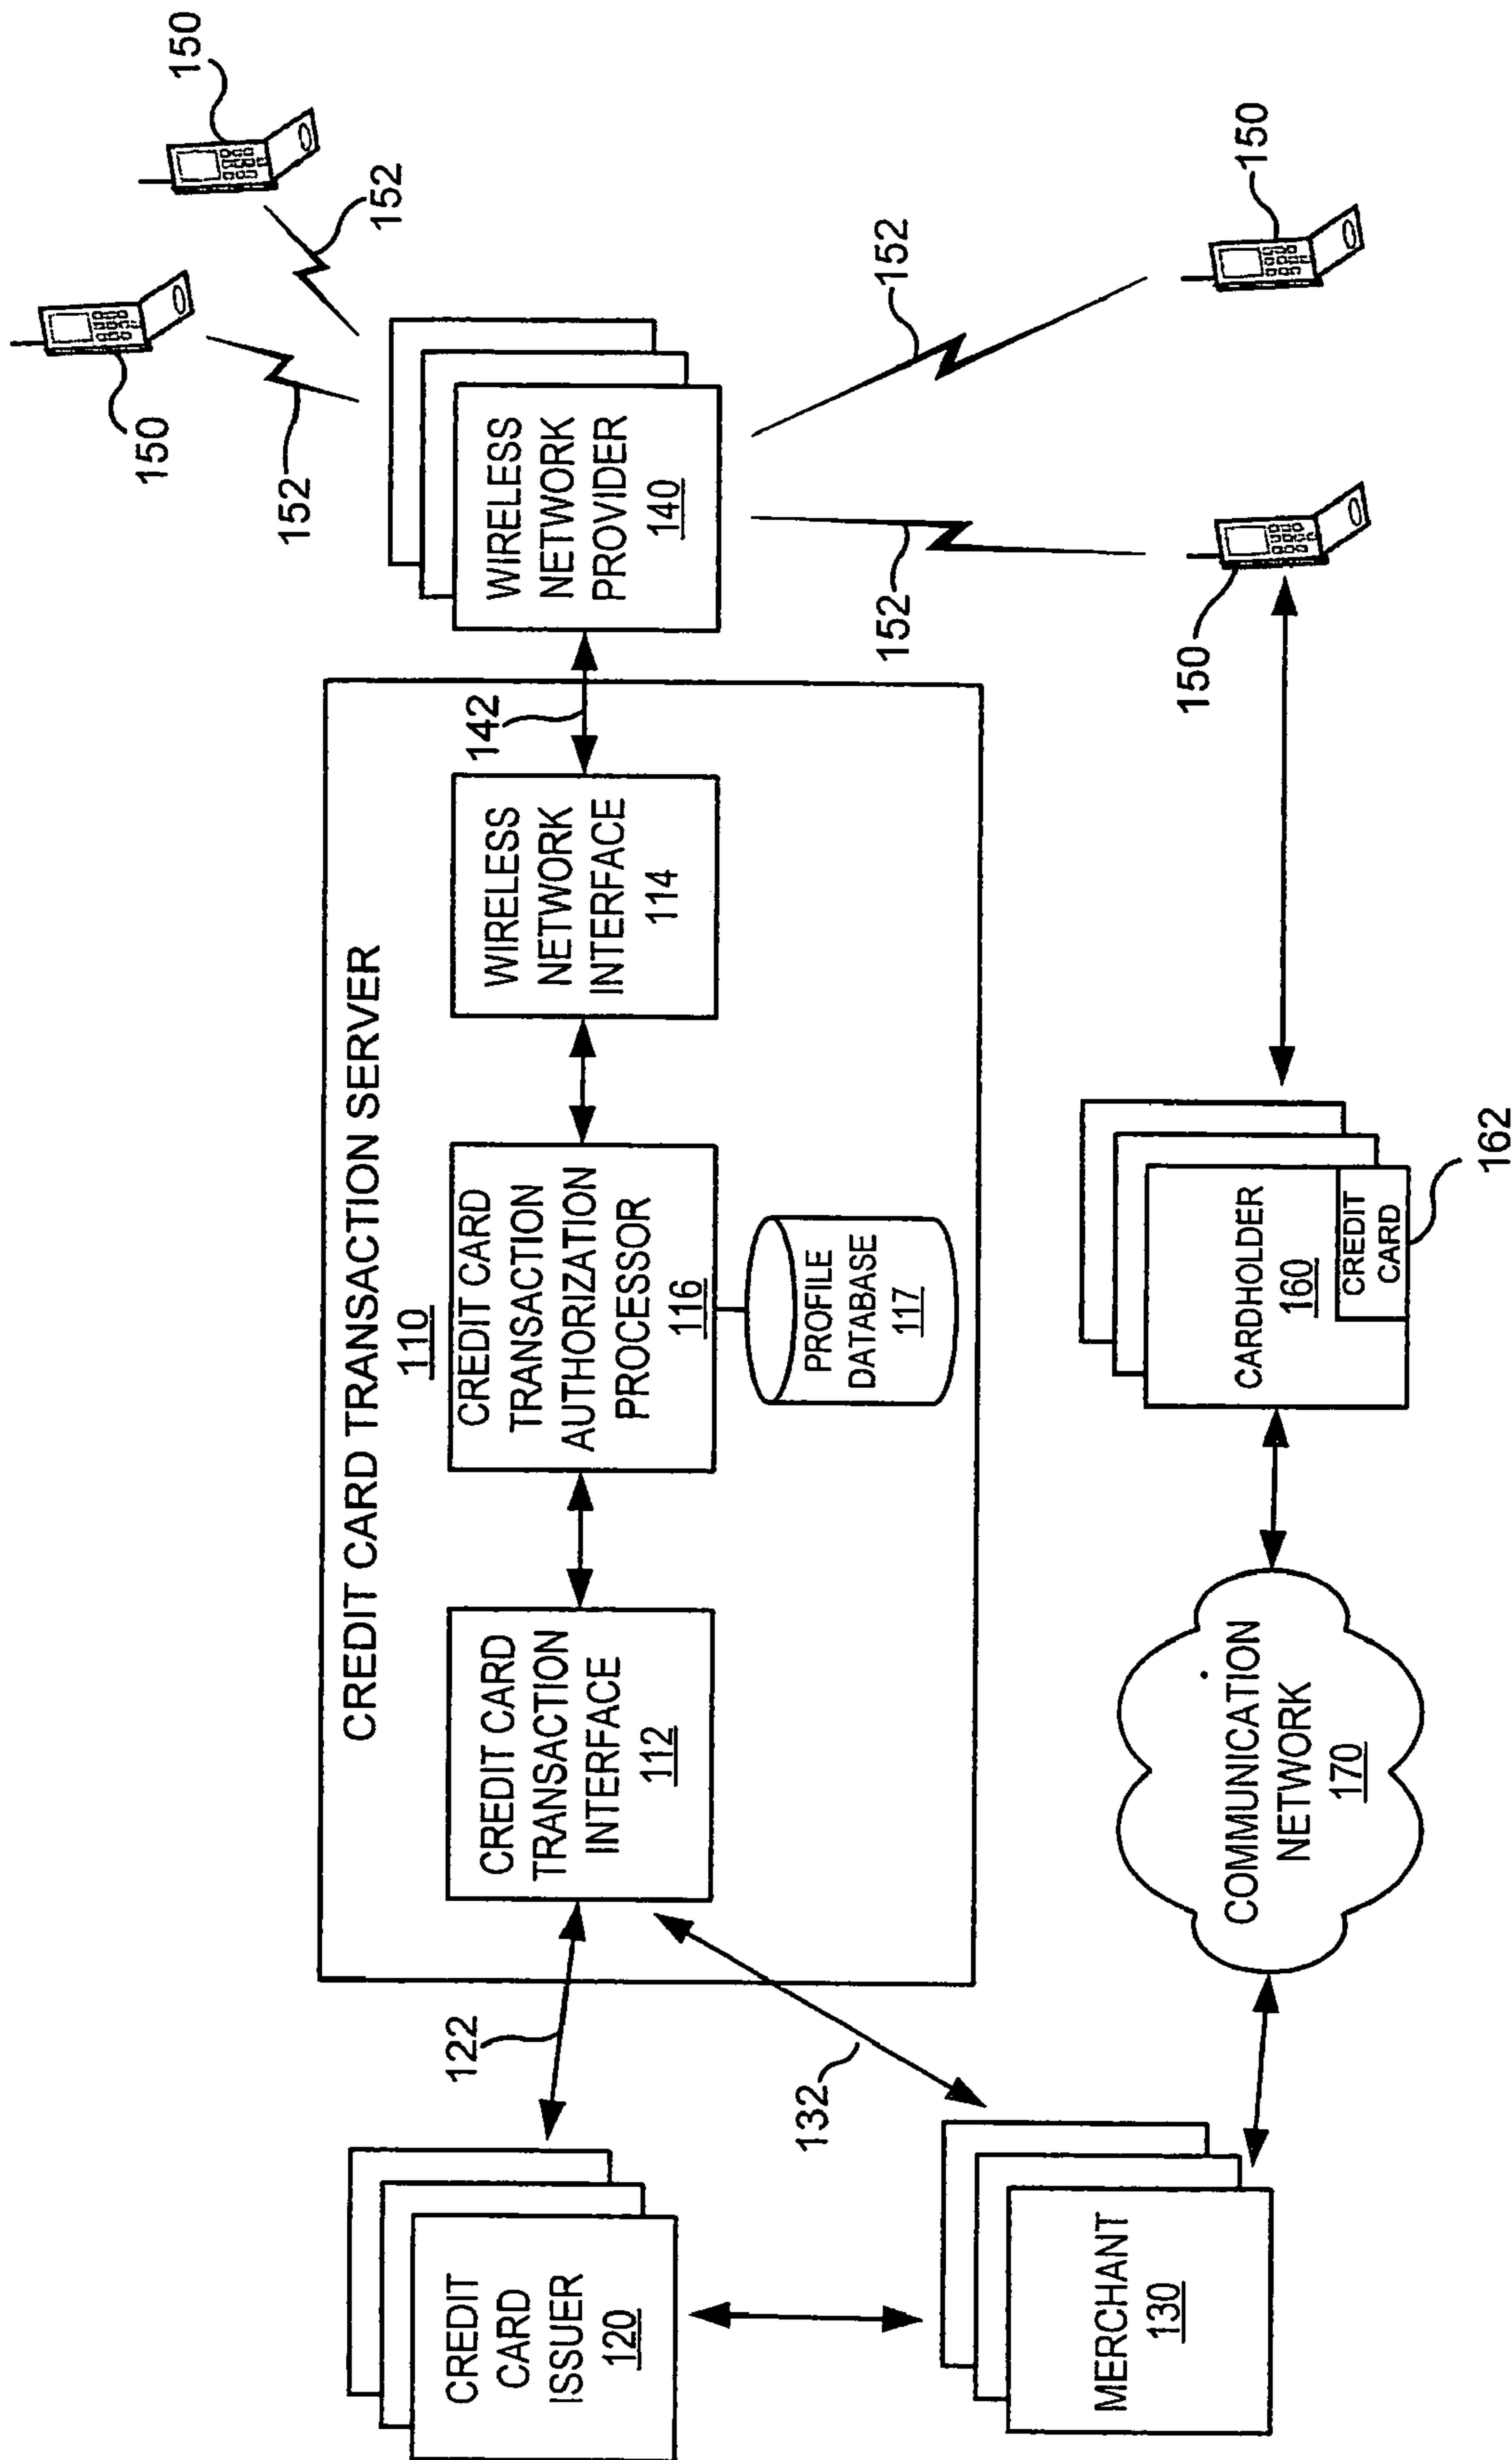 CREDIT CARD TRANSACTION SERVER
110
CREDIT
CARD
ISSUER
120
122
CREDIT CARD
TRANSACTION
INTERFACE
112
CREDIT CARD
TRANSACTION
AUTHORIZATION
PROCESSOR
116
PROFILE
DATABASE
117
WIRELESS
NETWORK
INTERFACE
114
142
WIRELESS
NETWORK
PROVIDER
140
152
150
152
150
152
150
152
150
132
MERCHANT
130
COMMUNICATION
NETWORK
170
CARDHOLDER
160
CREDIT
CARD
162